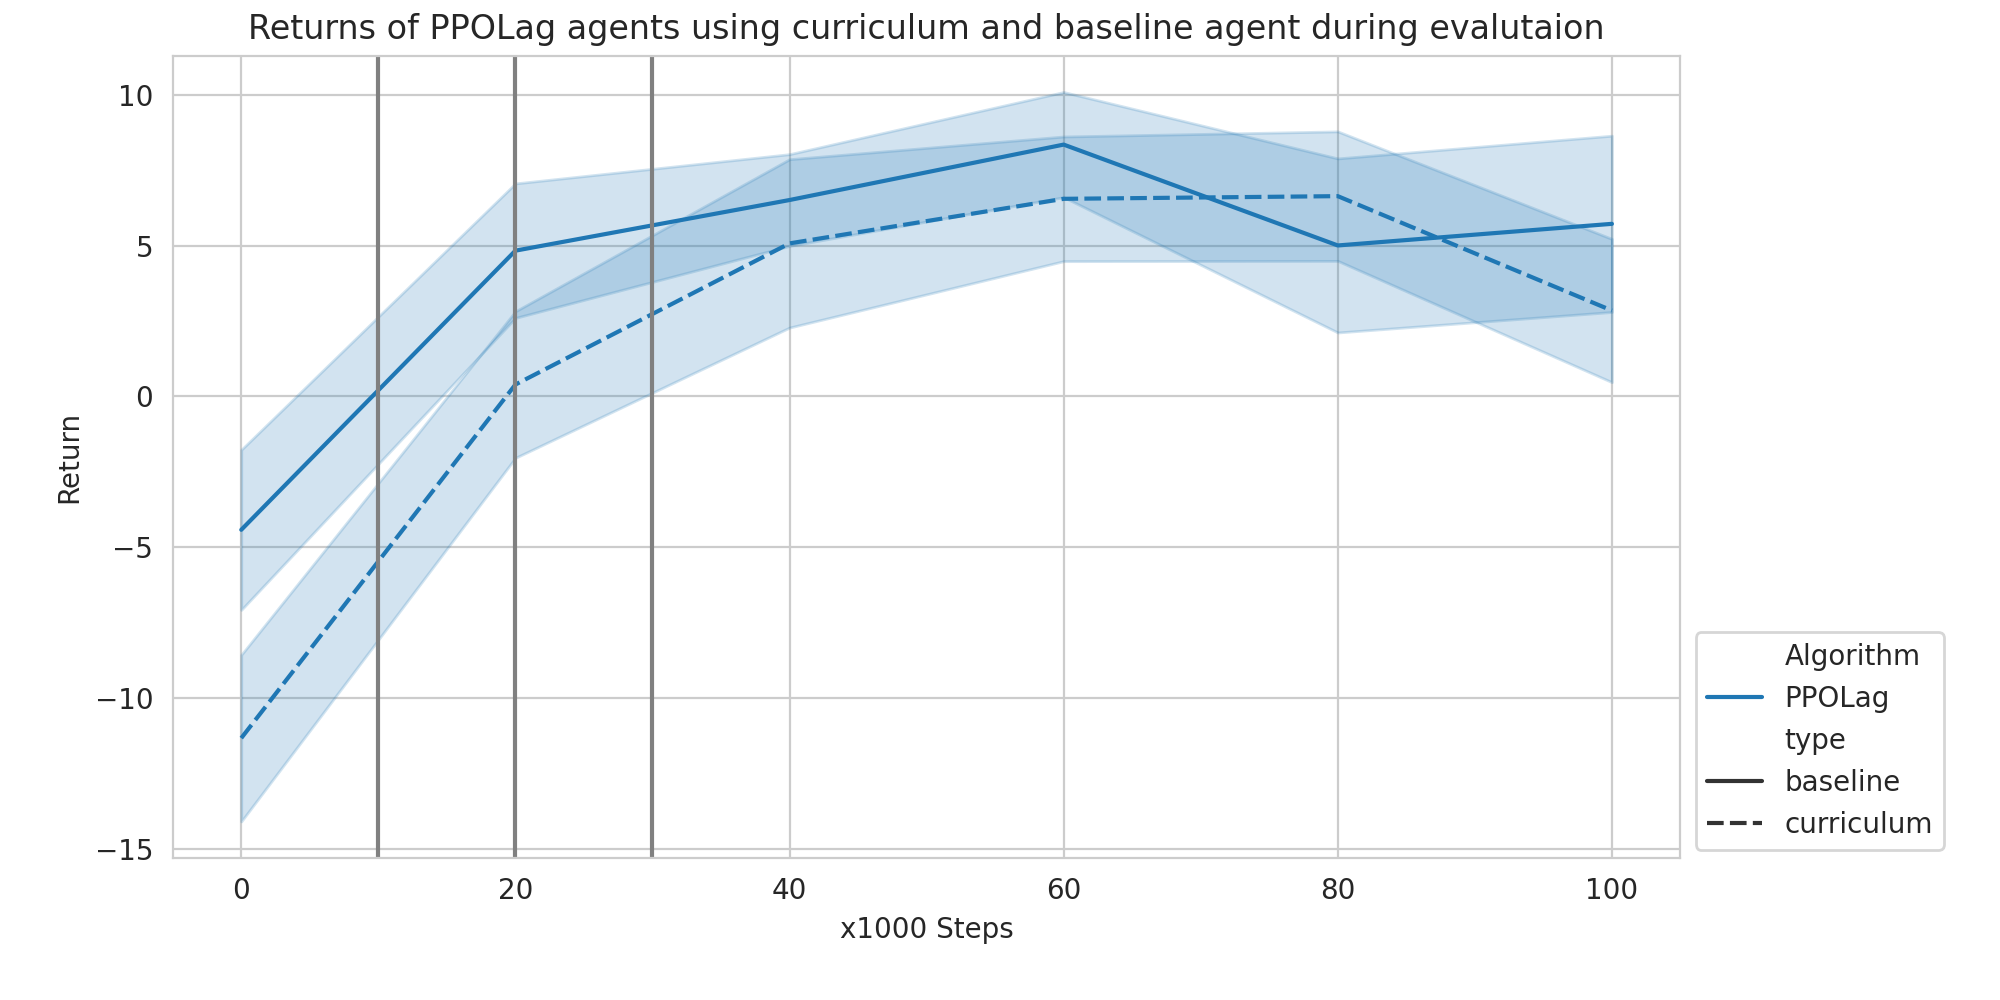 Returns of PPOLag agents using curriculum and baseline agent during evalutaion
10
5
0
−5
−10
−15
Return
0 20 40 60 80 100
x1000 Steps
Algorithm
PPOLag
type
baseline
curriculum